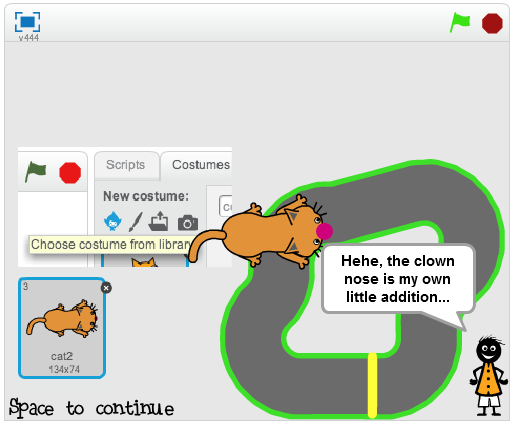 v444
Scripts
Costumes
New costume:
Choose costume from librar
Hehe, the clown
nose is my own
little addition...
3
cat2
134x74
Space to continue